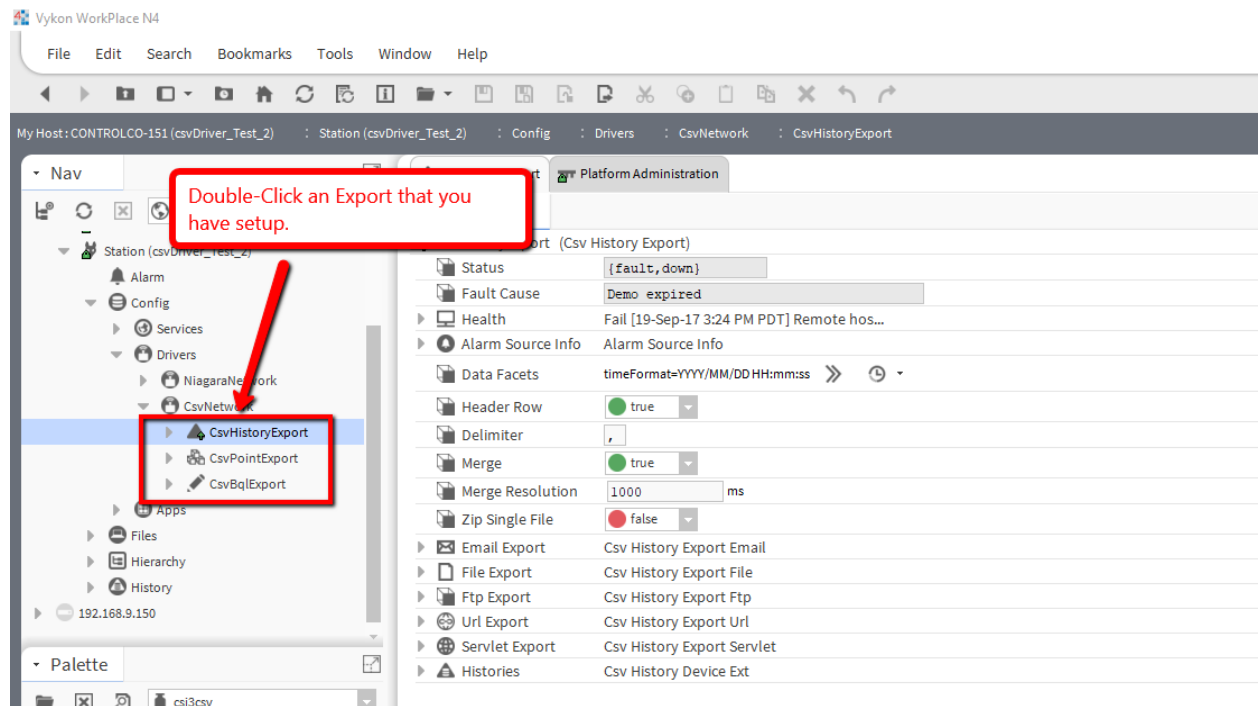 Vykon WorkPlace N4
File Edit Search Bookmarks Tools Window Help
My Host : CONTROLCO-151 (csvDriver_Test_2) : Station (csvDriver_Test_2) : Config : Drivers : CsvNetwork : CsvHistoryExport
Nav
Platform Administration
Double-Click an Export that you
have setup.
Station (csvDriver_Test_2)
Alarm
Config
Services
Drivers
NiagaraNetwork
CsvNetwork
CsvHistoryExport
CsvPointExport
CsvBqlExport
Apps
Files
Hierarchy
History
192.168.9.150
Palette
csi3csv
(Csv History Export)
Status {fault,down}
Fault Cause Demo expired
Health Fail [19-Sep-17 3:24 PM PDT] Remote hos...
Alarm Source Info Alarm Source Info
Data Facets timeFormat=YYYY/MM/DD HH:mm:ss
Header Row true
Delimiter ,
Merge true
Merge Resolution 1000 ms
Zip Single File false
Email Export Csv History Export Email
File Export Csv History Export File
Ftp Export Csv History Export Ftp
Url Export Csv History Export Url
Servlet Export Csv History Export Servlet
Histories Csv History Device Ext